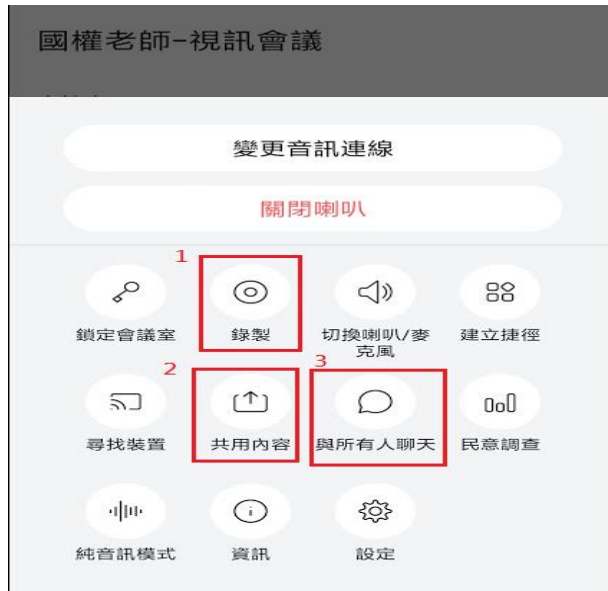 國權老師-視訊會議
變更音訊連線
關閉喇叭
1
鎖定會議室
錄製
切換喇叭/麥
克風
建立捷徑
2
3
尋找裝置
共用內容
與所有人聊天
民意調查
純音訊模式
資訊
設定